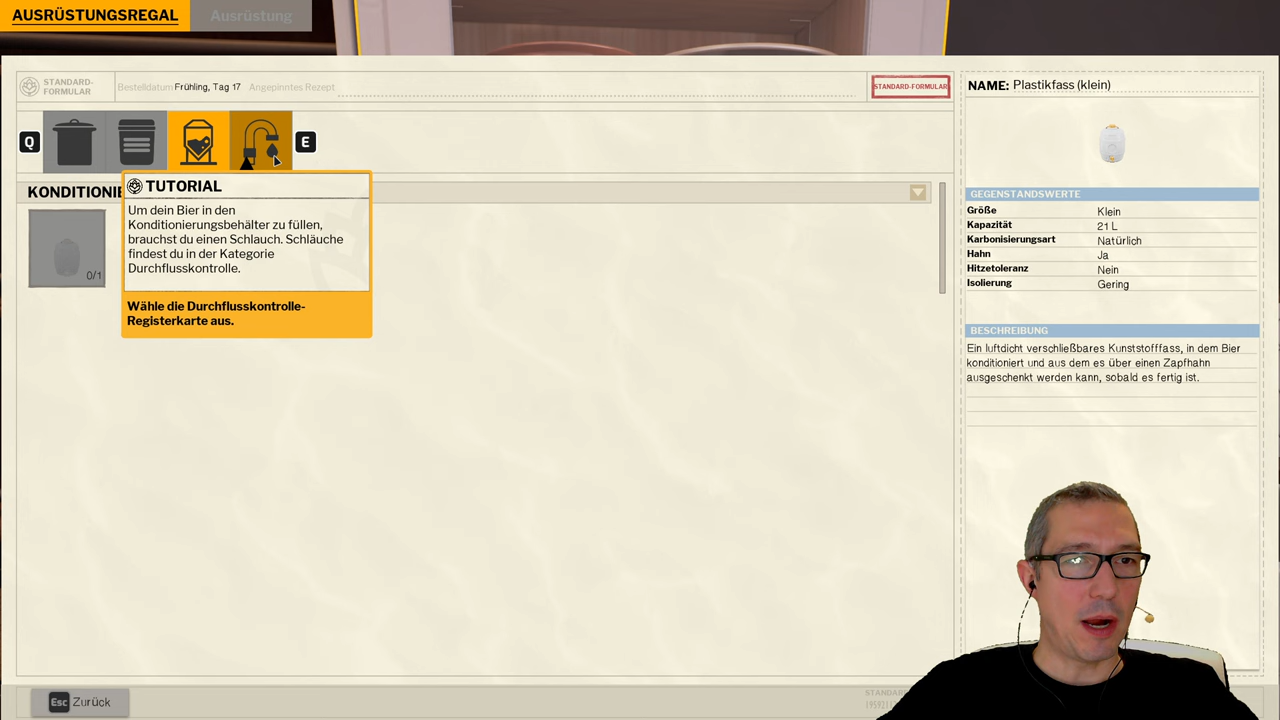 AUSRÜSTUNGSREGAL
Ausrüstung
STANDARD-
FORMULAR
Bestelldatum Frühling, Tag 17 Angepinntes Rezept
STANDARD-FORMULAR
Q
E
KONDITIONIE
0/1
TUTORIAL
Um dein Bier in den
Konditionierungsbehälter zu füllen,
brauchst du einen Schlauch. Schläuche
findest du in der Kategorie
Durchflusskontrolle.
Wähle die Durchflusskontrolle-
Registerkarte aus.
NAME: Plastikfass (klein)
GEGENSTANDSWERTE
Größe Klein
Kapazität 21 L
Karbonisierungsart Natürlich
Hahn Ja
Hitzetoleranz Nein
Isolierung Gering
BESCHREIBUNG
Ein luftdicht verschließbares Kunststofffass, in dem Bier
konditioniert und aus dem es über einen Zapfhahn
ausgeschenkt werden kann, sobald es fertig ist.
Esc Zurück